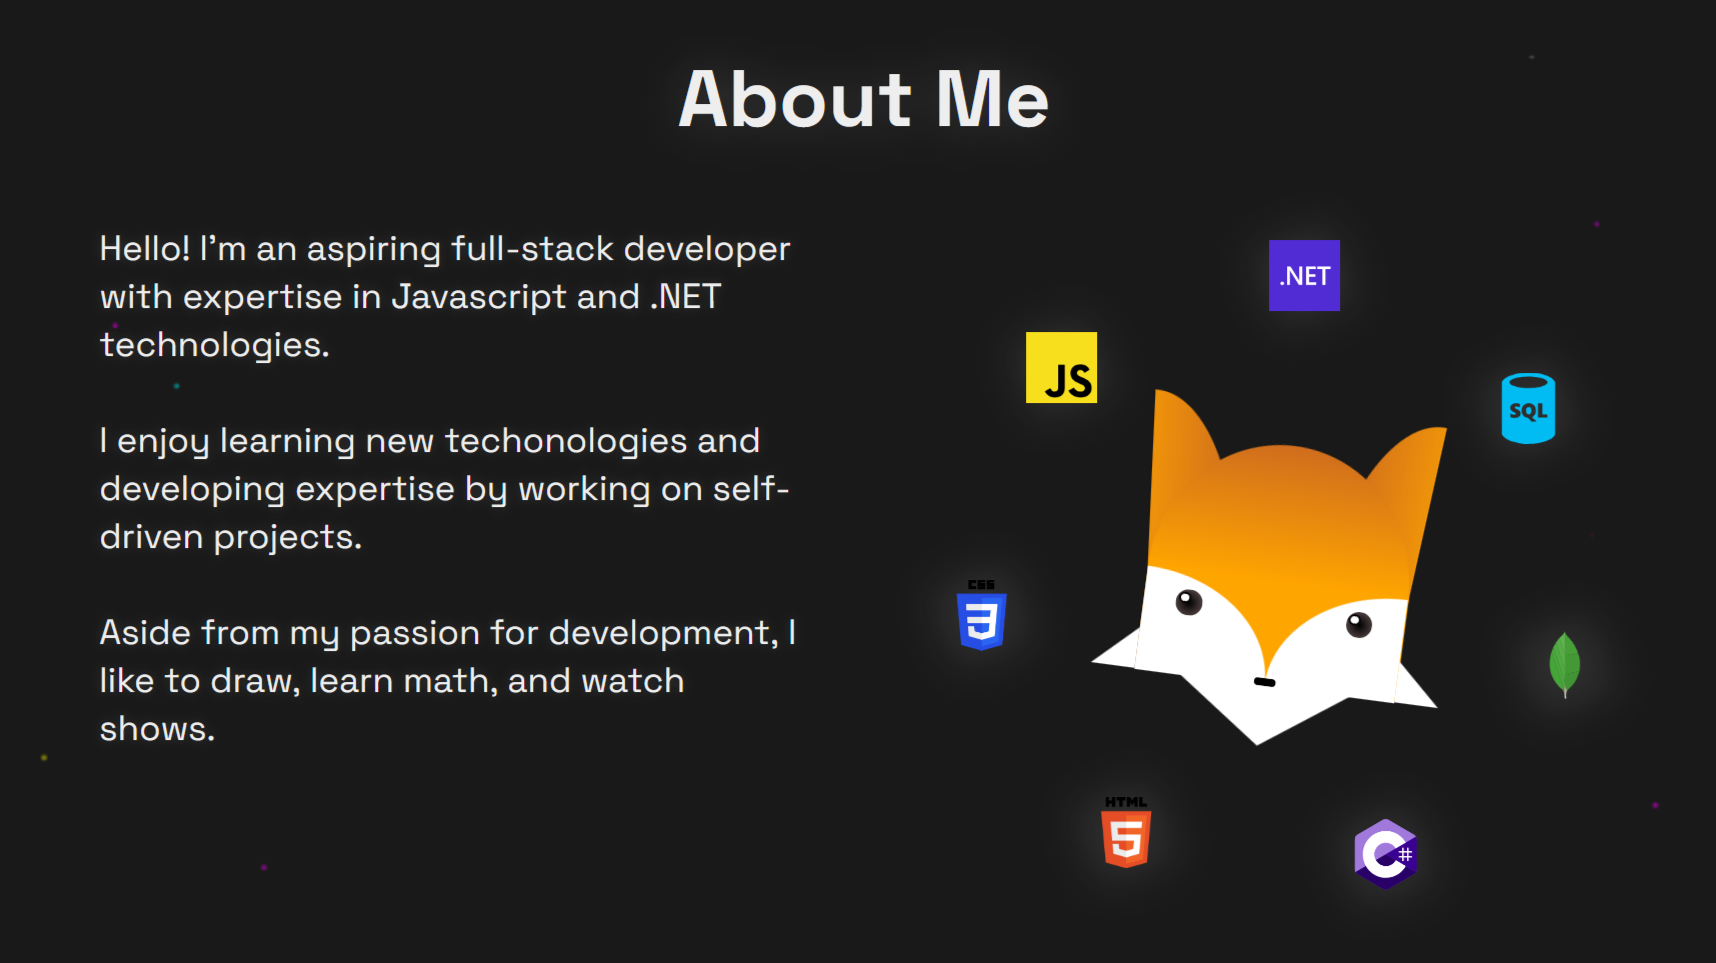 About Me
Hello! I'm an aspiring full-stack developer
with expertise in Javascript and .NET
technologies.
I enjoy learning new techonologies and
developing expertise by working on self-
driven projects.
Aside from my passion for development, I
like to draw, learn math, and watch
shows.
.NET
JS
SQL
CSS
3
HTML
5
C#